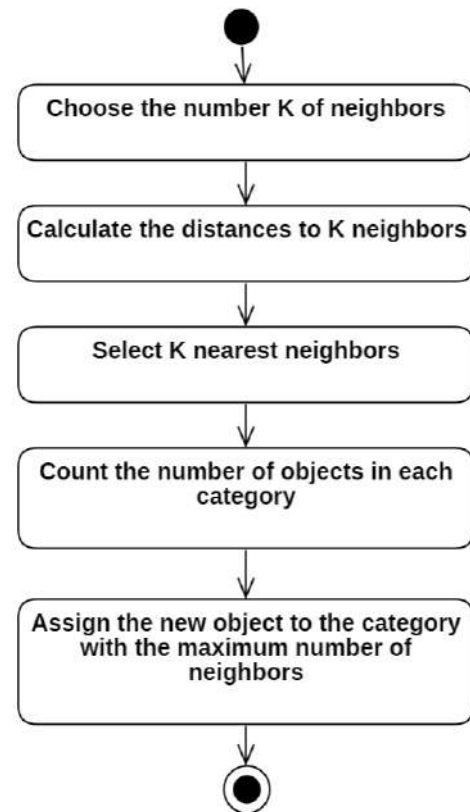 Choose the number K of neighbors
Calculate the distances to K neighbors
Select K nearest neighbors
Count the number of objects in each
category
Assign the new object to the category
with the maximum number of
neighbors